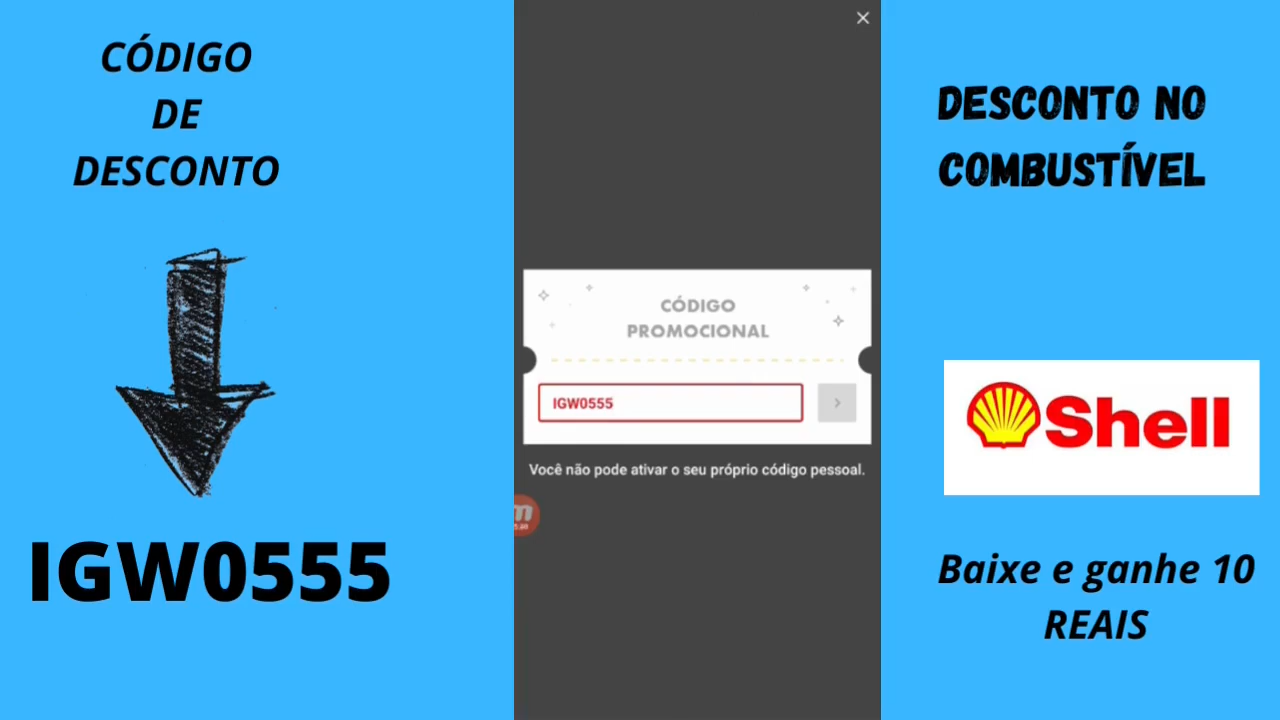 CÓDIGO
DE
DESCONTO
IGW0555
CÓDIGO
PROMOCIONAL
IGW0555
Você não pode ativar o seu próprio código pessoal.
DESCONTO NO
COMBUSTÍVEL
Shell
Baixe e ganhe 10
REAIS